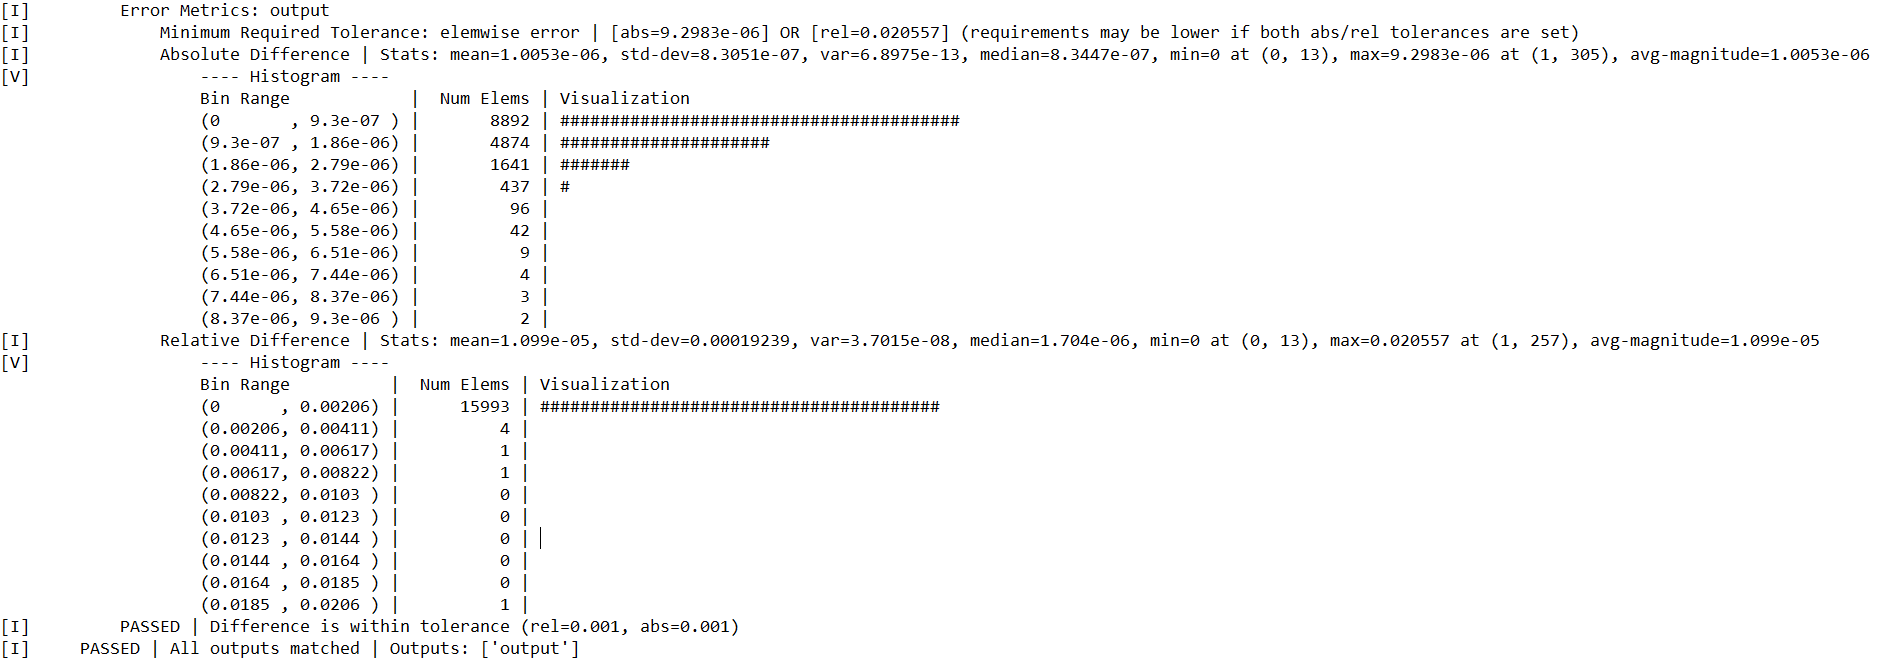 [I]         Error Metrics: output
[I]             Minimum Required Tolerance: elemwise error | [abs=9.2983e-06] OR [rel=0.020557] (requirements may be lower if both abs/rel tolerances are set)
[I]             Absolute Difference | Stats: mean=1.0053e-06, std-dev=8.3051e-07, var=6.8975e-13, median=8.3447e-07, min=0 at (0, 13), max=9.2983e-06 at (1, 305), avg-magnitude=1.0053e-06
[V]                 ---- Histogram ----
                    Bin Range            |  Num Elems | Visualization
                    (0       , 9.3e-07 ) |       8892 | ########################################
                    (9.3e-07 , 1.86e-06) |       4874 | #####################
                    (1.86e-06, 2.79e-06) |       1641 | #######
                    (2.79e-06, 3.72e-06) |        437 | #
                    (3.72e-06, 4.65e-06) |         96 |
                    (4.65e-06, 5.58e-06) |         42 |
                    (5.58e-06, 6.51e-06) |          9 |
                    (6.51e-06, 7.44e-06) |          4 |
                    (7.44e-06, 8.37e-06) |          3 |
                    (8.37e-06, 9.3e-06 ) |          2 |
[I]             Relative Difference | Stats: mean=1.099e-05, std-dev=0.00019239, var=3.7015e-08, median=1.704e-06, min=0 at (0, 13), max=0.020557 at (1, 257), avg-magnitude=1.099e-05
[V]                 ---- Histogram ----
                    Bin Range          |  Num Elems | Visualization
                    (0      , 0.00206) |      15993 | ########################################
                    (0.00206, 0.00411) |          4 |
                    (0.00411, 0.00617) |          1 |
                    (0.00617, 0.00822) |          1 |
                    (0.00822, 0.0103 ) |          0 |
                    (0.0103 , 0.0123 ) |          0 |
                    (0.0123 , 0.0144 ) |          0 |
                    (0.0144 , 0.0164 ) |          0 |
                    (0.0164 , 0.0185 ) |          0 |
                    (0.0185 , 0.0206 ) |          1 |
[I]         PASSED | Difference is within tolerance (rel=0.001, abs=0.001)
[I]     PASSED | All outputs matched | Outputs: ['output']